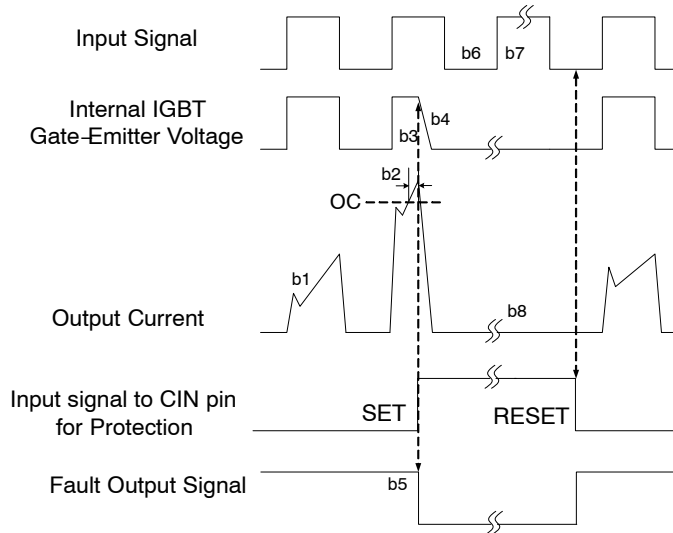 Input Signal
b6
b7
Internal IGBT
Gate-Emitter Voltage
b3
b4
b2
OC
b1
Output Current
b8
Input signal to CIN pin
for Protection
SET
RESET
Fault Output Signal
b5